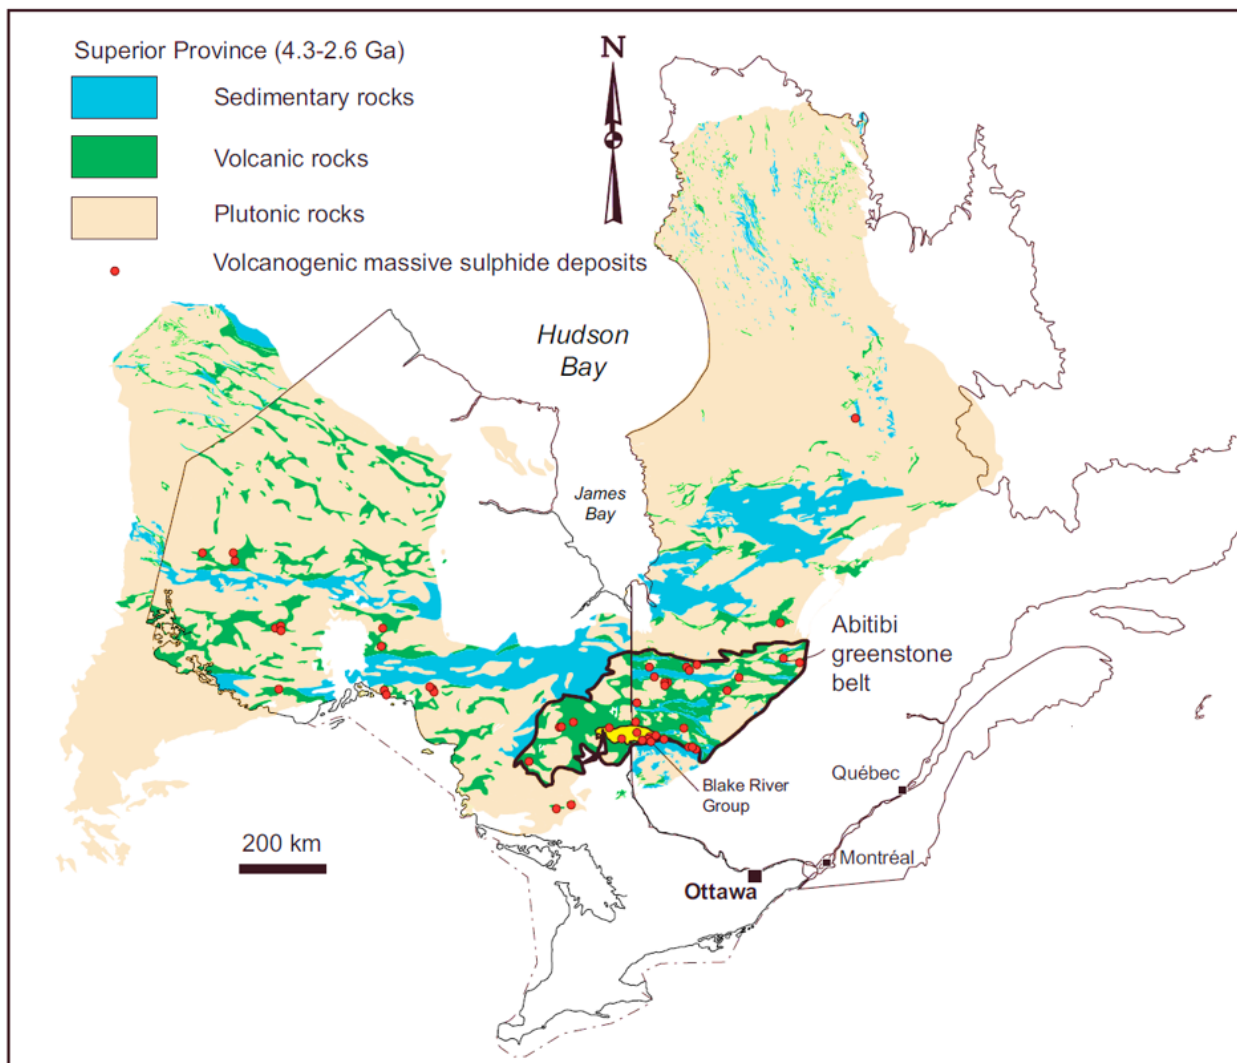 Superior Province (4.3-2.6 Ga)
Sedimentary rocks
Volcanic rocks
Plutonic rocks
Volcanogenic massive sulphide deposits
N
Hudson
Bay
James
Bay
Abitibi
greenstone
belt
Blake River
Group
Québec
Montréal
Ottawa
200 km